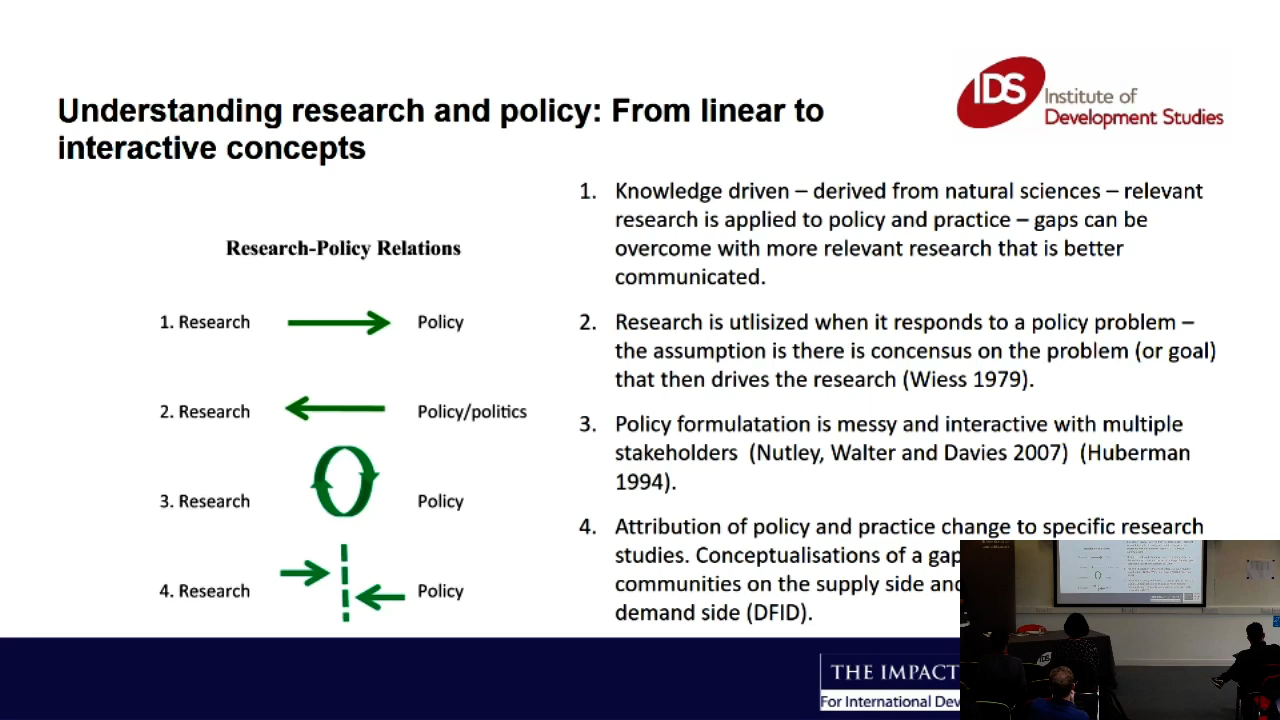 Understanding research and policy: From linear to
interactive concepts
IDS
Institute of
Development Studies
Research-Policy Relations
1. Research
Policy
2. Research
Policy/politics
3. Research
Policy
4. Research
Policy
1. Knowledge driven – derived from natural sciences – relevant
research is applied to policy and practice – gaps can be
overcome with more relevant research that is better
communicated.
2. Research is utlisized when it responds to a policy problem –
the assumption is there is concensus on the problem (or goal)
that then drives the research (Wiess 1979).
3. Policy formulatation is messy and interactive with multiple
stakeholders (Nutley, Walter and Davies 2007) (Huberman
1994).
4. Attribution of policy and practice change to specific research
studies. Conceptualisations of a gap
communities on the supply side and
demand side (DFID).
THE IMPACT
For International Dev
IDS